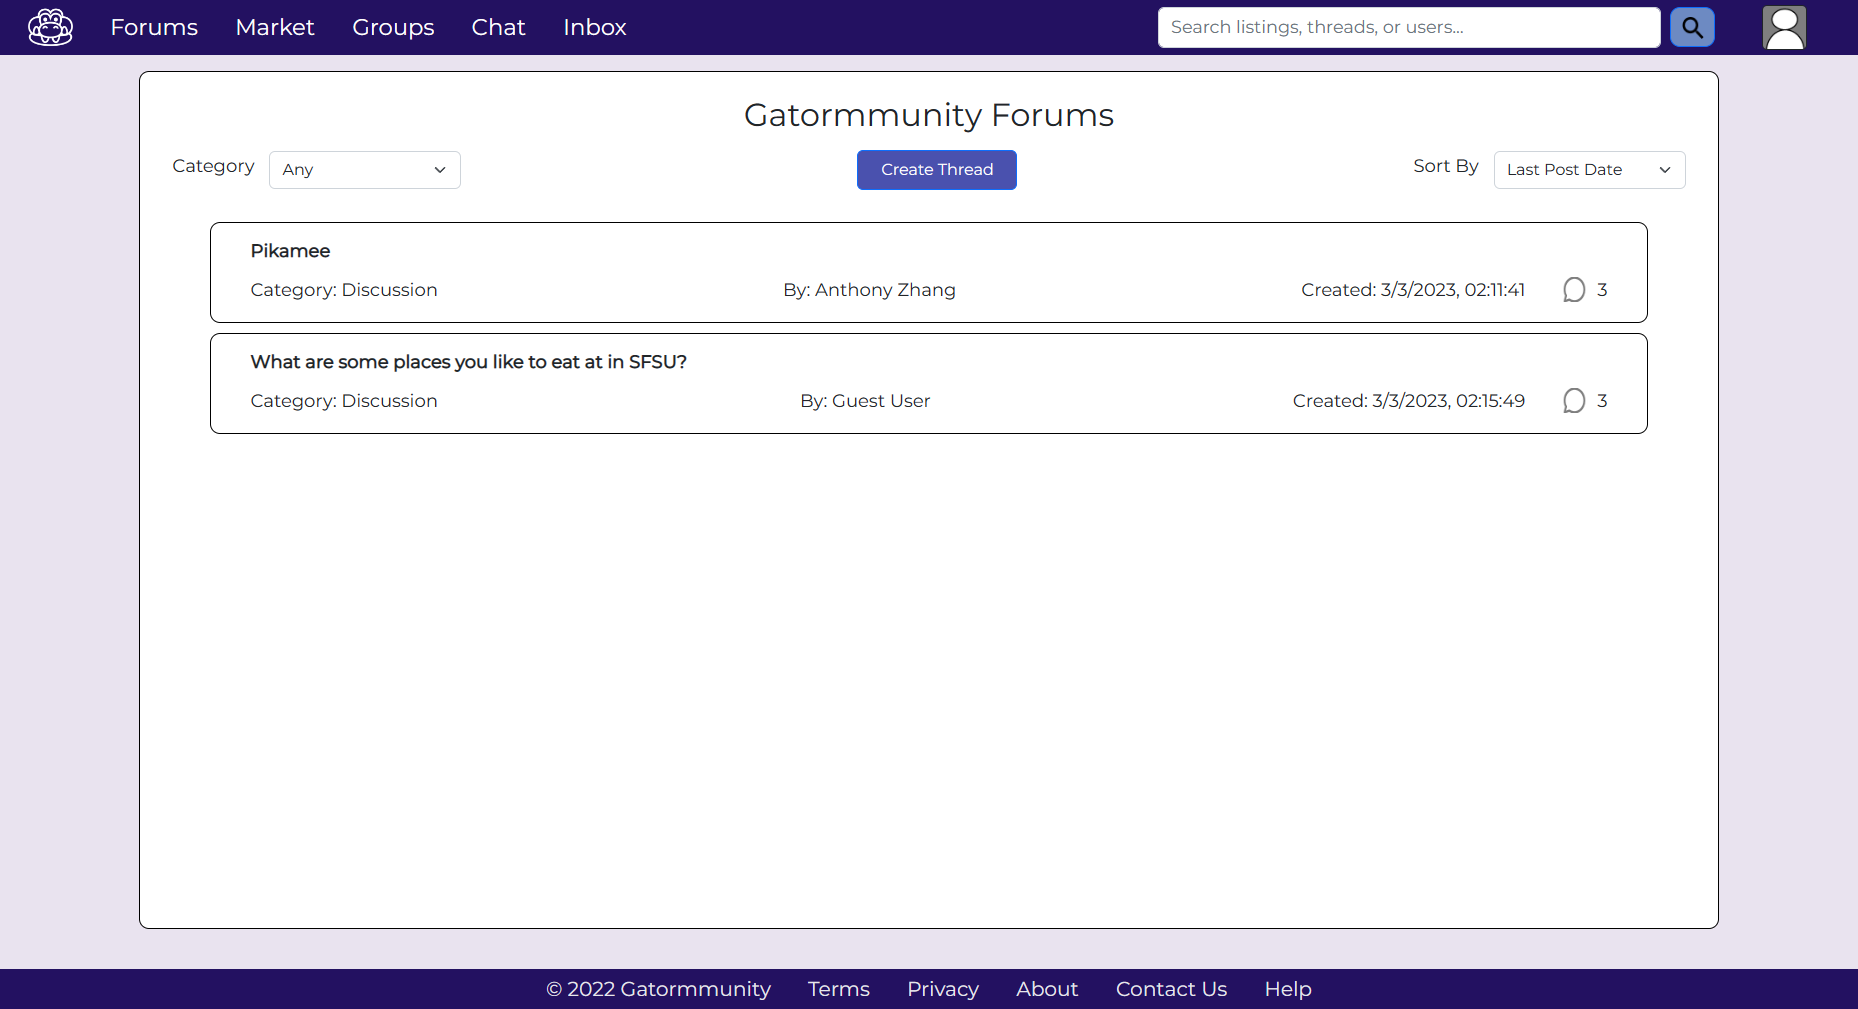 Forums Market Groups Chat Inbox Search listings, threads, or users...
Gatormmunity Forums
Category Any Create Thread Sort By Last Post Date
Pikamee
Category: Discussion By: Anthony Zhang Created: 3/3/2023, 02:11:41 3
What are some places you like to eat at in SFSU?
Category: Discussion By: Guest User Created: 3/3/2023, 02:15:49 3
© 2022 Gatormmunity Terms Privacy About Contact Us Help